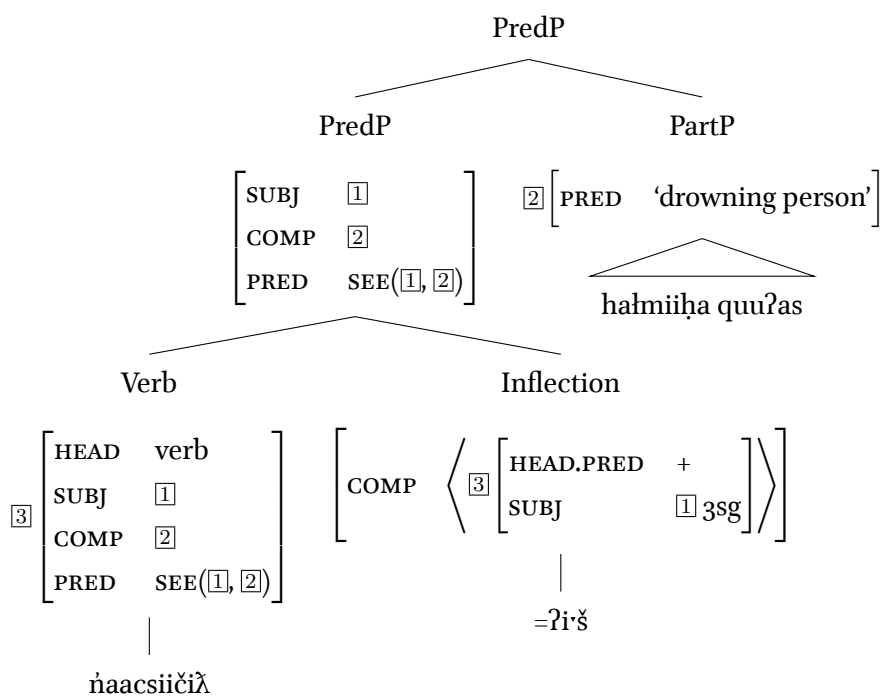 PredP
PredP PartP
SUBJ 1
COMP 2
PRED SEE(1, 2)
2 PRED ‘drowning person’
hałmiiḥa quuʔas
Verb Inflection
3
HEAD verb
SUBJ 1
COMP 2
PRED SEE(1, 2)
COMP ⟨ 3 HEAD.PRED +
SUBJ 1 3sg ⟩
=ʔiˑš
n̓aacsiičiƛ